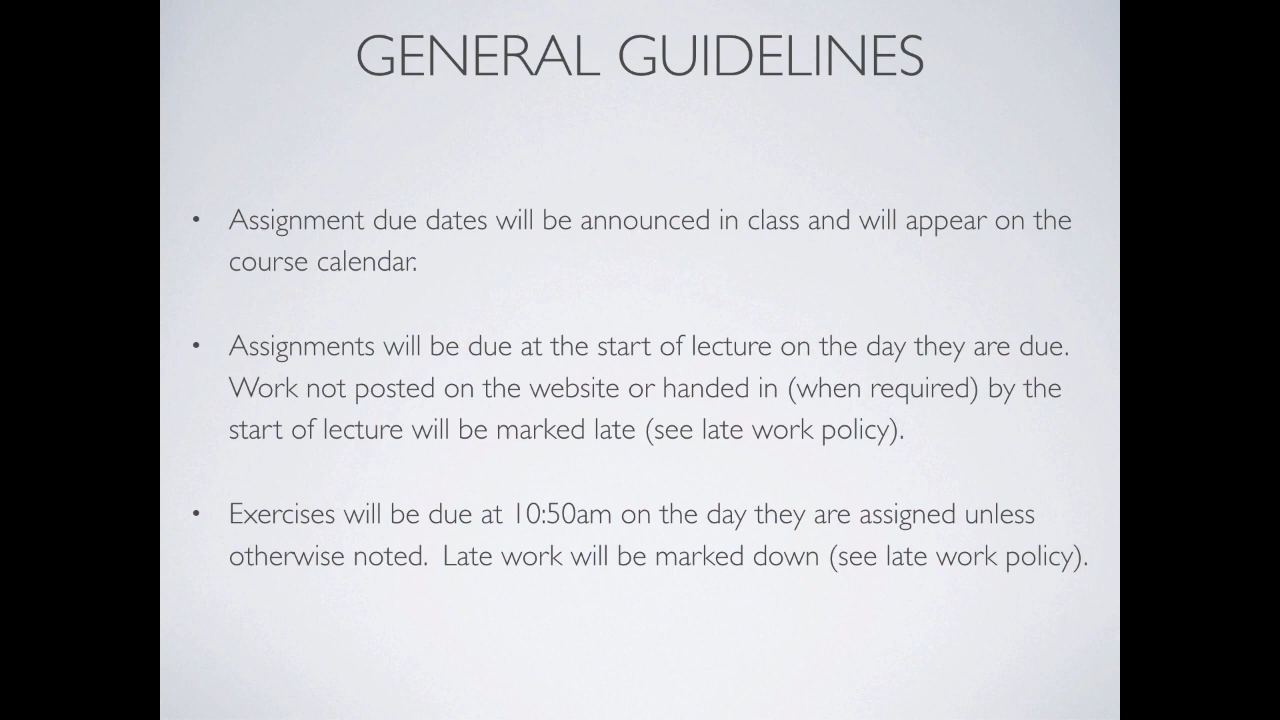 GENERAL GUIDELINES
• Assignment due dates will be announced in class and will appear on the
course calendar.
• Assignments will be due at the start of lecture on the day they are due.
Work not posted on the website or handed in (when required) by the
start of lecture will be marked late (see late work policy).
• Exercises will be due at 10:50am on the day they are assigned unless
otherwise noted.  Late work will be marked down (see late work policy).